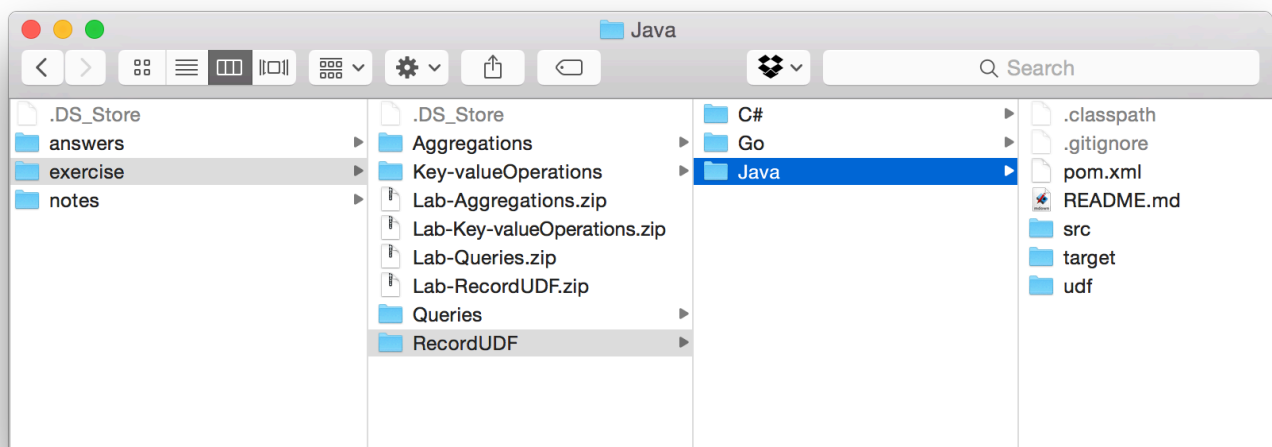 Java
Search
.DS_Store
answers
exercise
notes
.DS_Store
Aggregations
Key-valueOperations
Lab-Aggregations.zip
Lab-Key-valueOperations.zip
Lab-Queries.zip
Lab-RecordUDF.zip
Queries
RecordUDF
C#
Go
Java
.classpath
.gitignore
pom.xml
README.md
src
target
udf